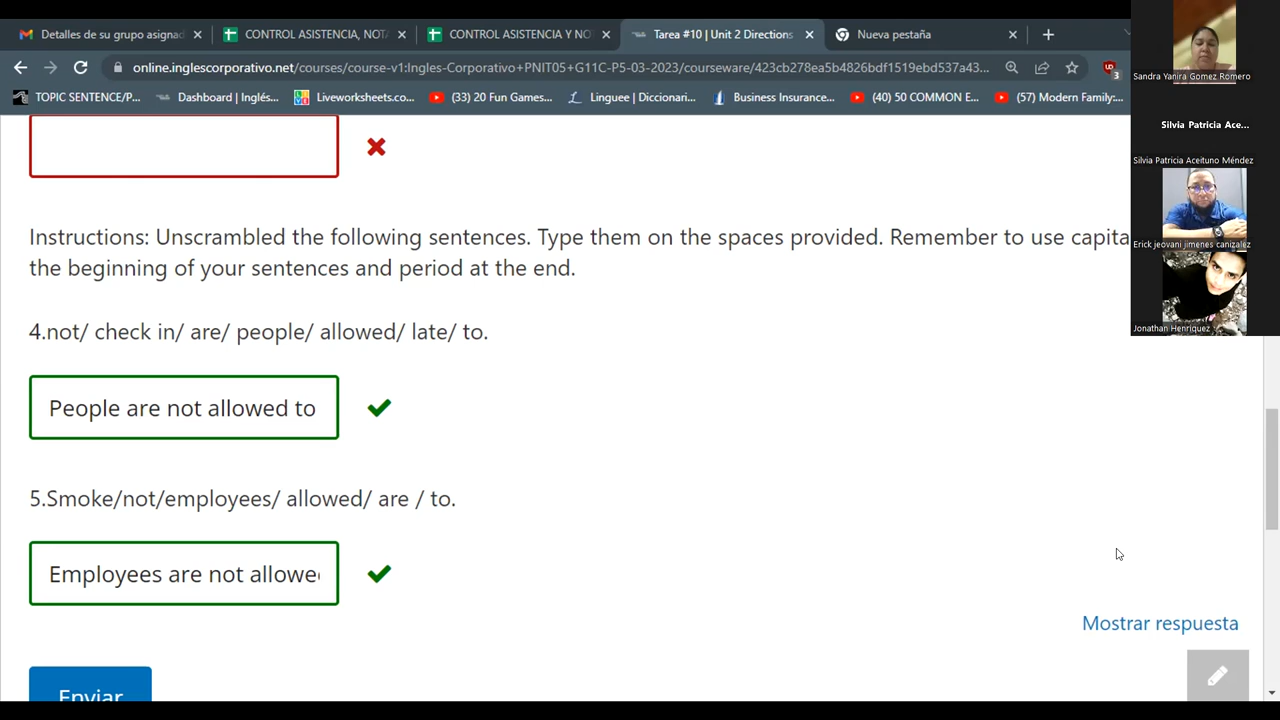 Detalles de su grupo asignad
CONTROL ASISTENCIA, NOTA
CONTROL ASISTENCIA Y NO
Tarea #10 | Unit 2 Directions
Nueva pestaña
online.inglescorporativo.net/courses/course-v1:Ingles-Corporativo+PNIT05+G11C-P5-03-2023/courseware/423cb278ea5b4826bdf1519ebd537a43...
3
TOPIC SENTENCE/P...
Dashboard | Inglés...
Liveworksheets.co...
(33) 20 Fun Games...
Linguee | Diccionari...
Business Insurance...
(40) 50 COMMON E...
(57) Modern Family:...
Sandra Yanira Gomez Romero
Silvia Patricia Ace...
Silvia Patricia Aceituno Méndez
Erick jeovani jimenes canizalez
Jonathan Henriquez
Instructions: Unscrambled the following sentences. Type them on the spaces provided. Remember to use capita
the beginning of your sentences and period at the end.
4.not/ check in/ are/ people/ allowed/ late/ to.
People are not allowed to
5.Smoke/not/employees/ allowed/ are / to.
Employees are not allowe
Mostrar respuesta
Enviar